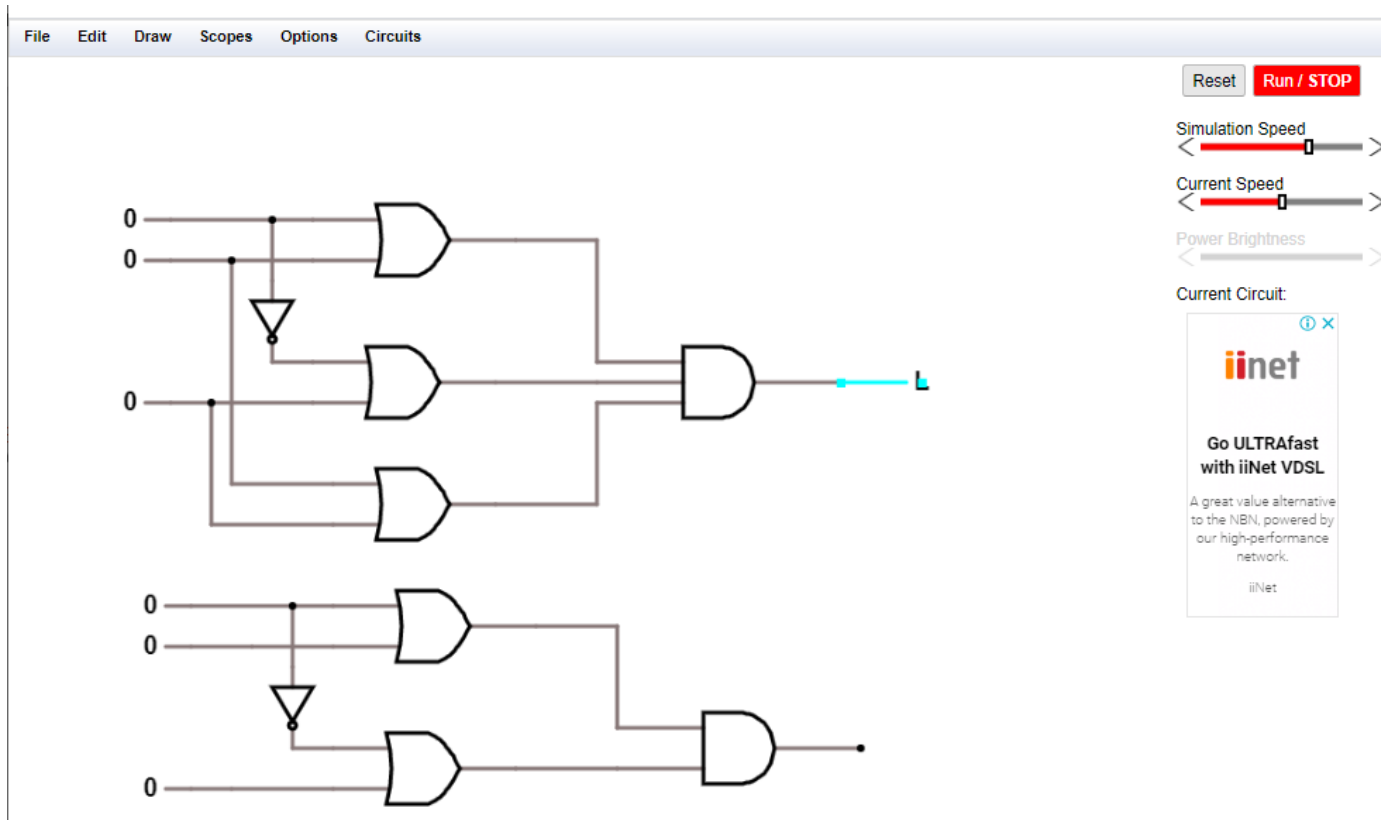 File Edit Draw Scopes Options Circuits
Reset Run / STOP
Simulation Speed
Current Speed
Power Brightness
Current Circuit:
iinet
Go ULTRAfast
with iiNet VDSL
A great value alternative
to the NBN, powered by
our high-performance
network.
iiNet
0
0
0
L
0
0
0